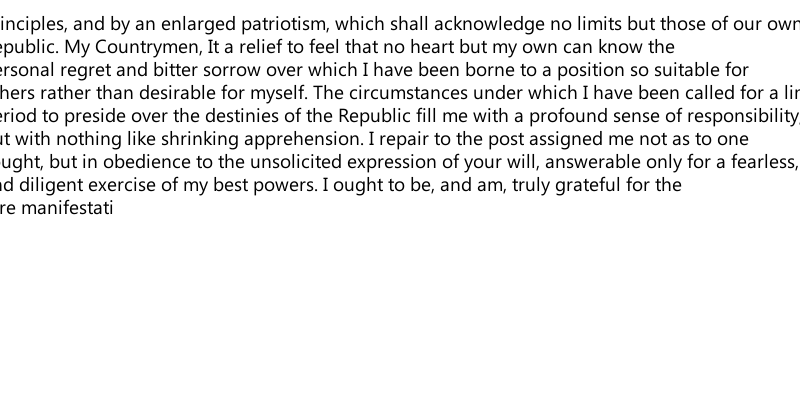 inciples, and by an enlarged patriotism, which shall acknowledge no limits but those of our own
epublic. My Countrymen, It a relief to feel that no heart but my own can know the
ersonal regret and bitter sorrow over which I have been borne to a position so suitable for
hers rather than desirable for myself. The circumstances under which I have been called for a li
eriod to preside over the destinies of the Republic fill me with a profound sense of responsibility,
ut with nothing like shrinking apprehension. I repair to the post assigned me not as to one
ought, but in obedience to the unsolicited expression of your will, answerable only for a fearless,
nd diligent exercise of my best powers. I ought to be, and am, truly grateful for the
re manifestati